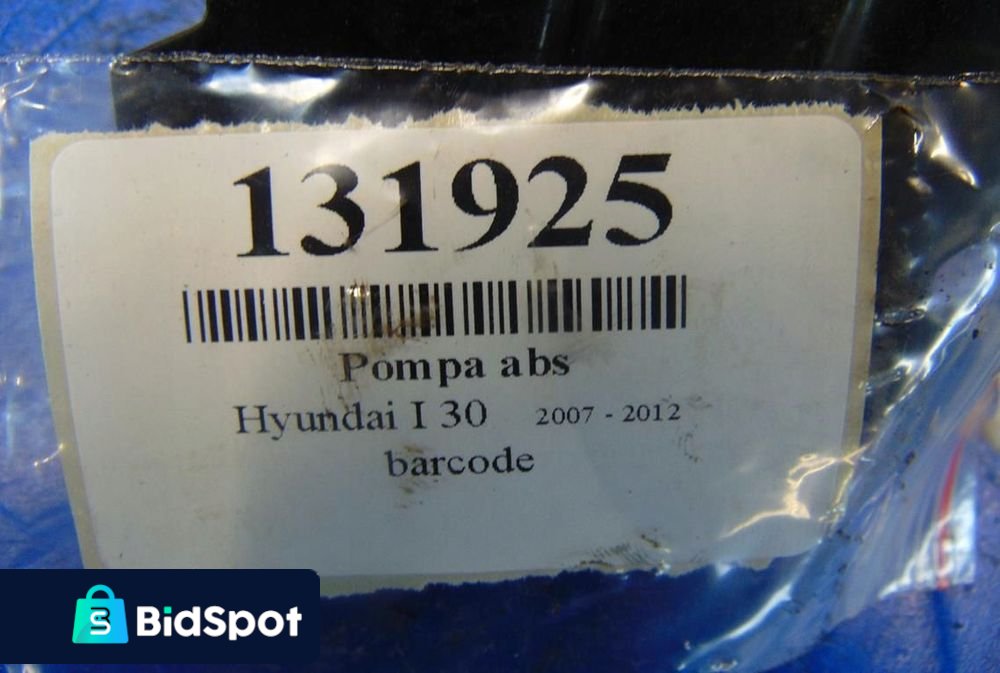 131925
Pompa abs
Hyundai I 30 2007 - 2012
barcode
BidSpot